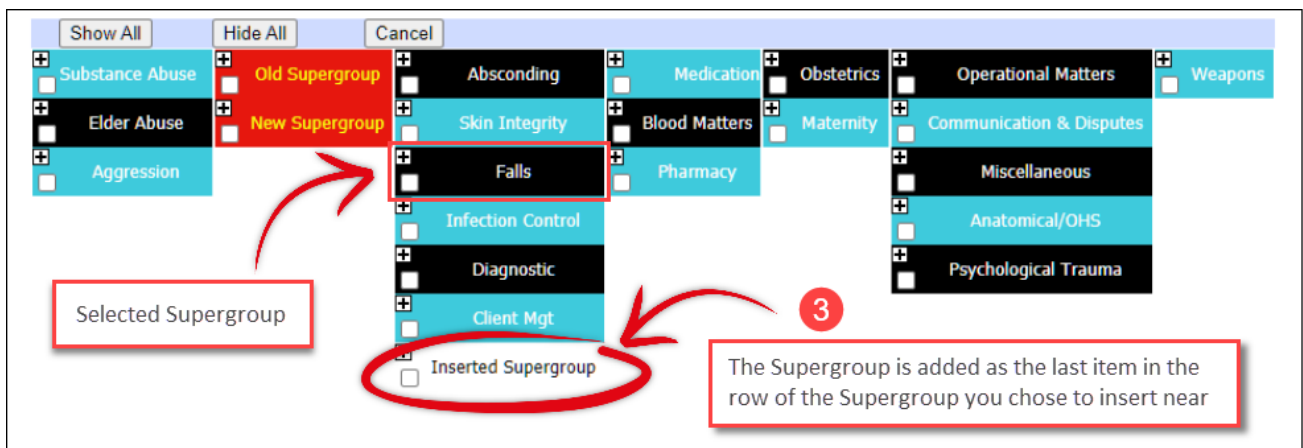 Show All Hide All Cancel
Substance Abuse Old Supergroup Absconding Medication Obstetrics Operational Matters Weapons
Elder Abuse New Supergroup Skin Integrity Blood Matters Maternity Communication & Disputes
Aggression Falls Pharmacy Miscellaneous
Infection Control Anatomical/OHS
Diagnostic Psychological Trauma
Selected Supergroup
Client Mgt
3
Inserted Supergroup
The Supergroup is added as the last item in the
row of the Supergroup you chose to insert near